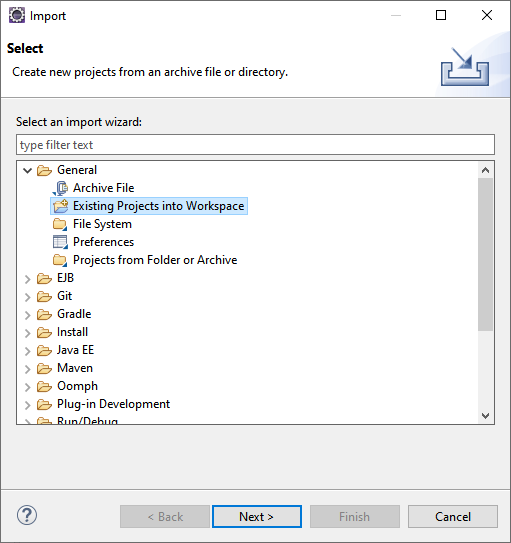 Import
Select
Create new projects from an archive file or directory.
Select an import wizard:
type filter text
General
Archive File
Existing Projects into Workspace
File System
Preferences
Projects from Folder or Archive
EJB
Git
Gradle
Install
Java EE
Maven
Oomph
Plug-in Development
Run/Debug
? < Back Next > Finish Cancel